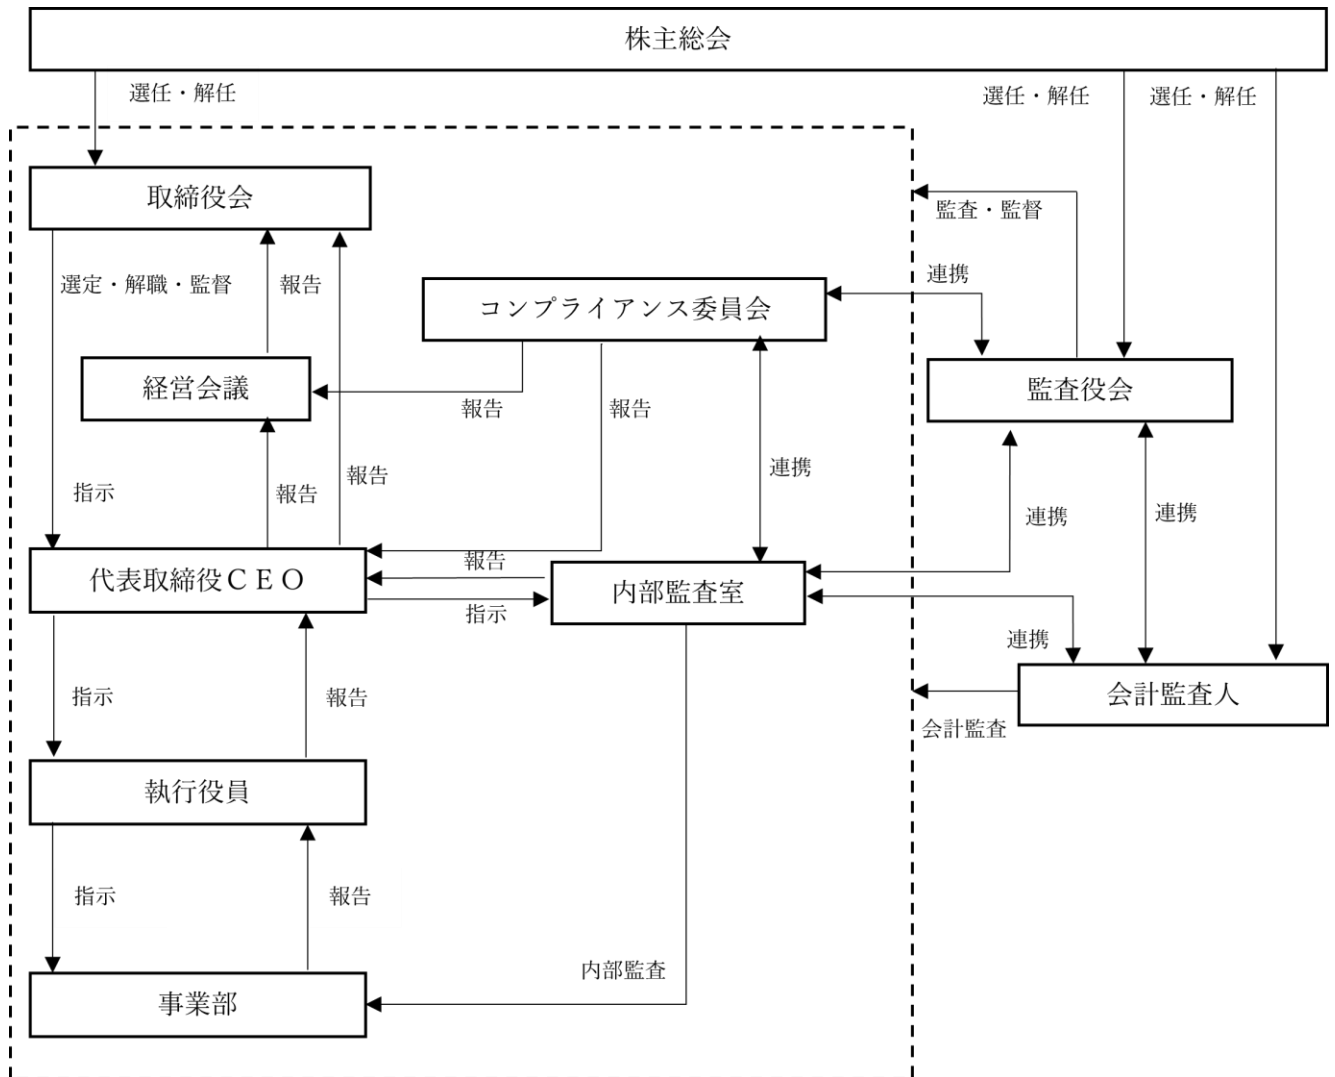 株主総会
選任・解任
選任・解任
選任・解任
取締役会
監査・監督
選定・解職・監督
報告
連携
コンプライアンス委員会
経営会議
監査役会
報告
報告
連携
報告
指示
報告
連携
連携
代表取締役ＣＥＯ
報告
内部監査室
指示
連携
指示
報告
会計監査人
会計監査
執行役員
指示
報告
内部監査
事業部